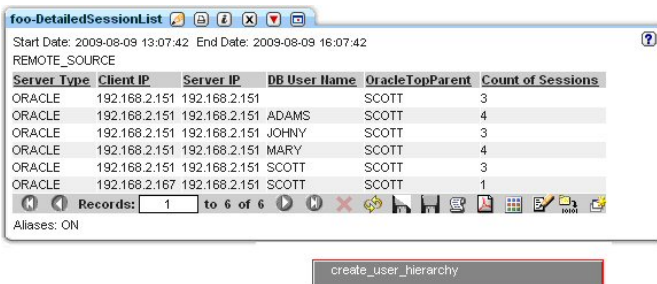 foo-DetailedSessionList
Start Date: 2009-08-09 13:07:42 End Date: 2009-08-09 16:07:42
REMOTE_SOURCE
Server Type Client IP Server IP DB User Name OracleTopParent Count of Sessions
ORACLE 192.168.2.151 192.168.2.151 SCOTT 3
ORACLE 192.168.2.151 192.168.2.151 ADAMS SCOTT 4
ORACLE 192.168.2.151 192.168.2.151 JOHNY SCOTT 3
ORACLE 192.168.2.151 192.168.2.151 MARY SCOTT 4
ORACLE 192.168.2.151 192.168.2.151 SCOTT SCOTT 3
ORACLE 192.168.2.167 192.168.2.151 SCOTT SCOTT 1
Records: 1 to 6 of 6
Aliases: ON
create_user_hierarchy